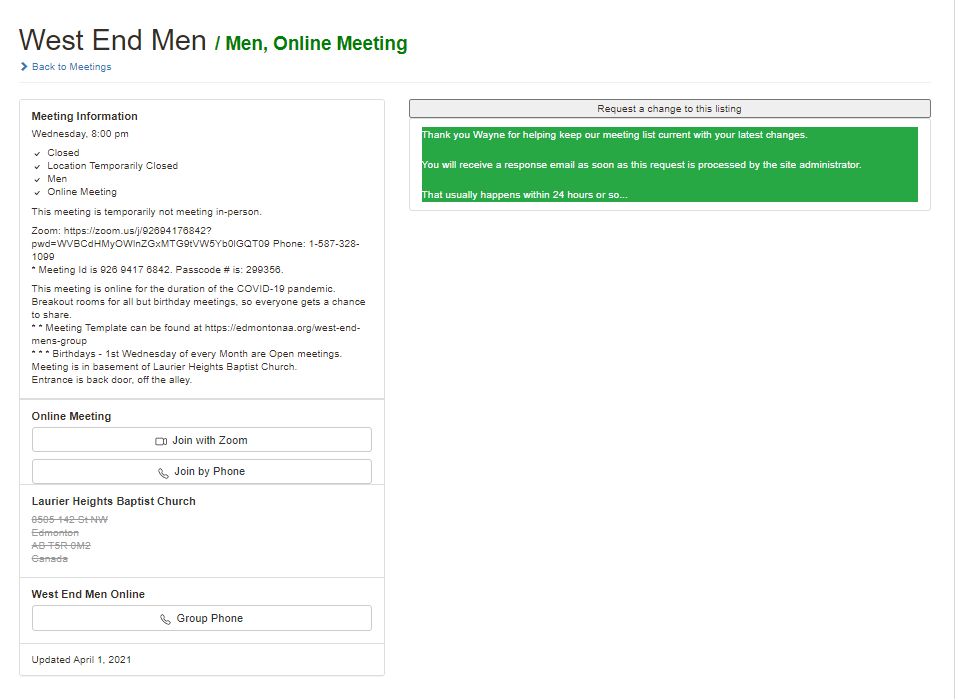 West End Men / Men, Online Meeting
Back to Meetings
Meeting Information
Wednesday, 8:00 pm
Closed
Location Temporarily Closed
Men
Online Meeting
This meeting is temporarily not meeting in-person.
Zoom: https://zoom.us/j/92694176842?
pwd=WVBCdHMyOWlnZGxMTG9tVW5Yb0lGQT09 Phone: 1-587-328-
1099
* Meeting Id is 926 9417 6842. Passcode # is: 299356.
This meeting is online for the duration of the COVID-19 pandemic.
Breakout rooms for all but birthday meetings, so everyone gets a chance
to share.
* * Meeting Template can be found at https://edmontonaa.org/west-end-
mens-group
* * * Birthdays - 1st Wednesday of every Month are Open meetings.
Meeting is in basement of Laurier Heights Baptist Church.
Entrance is back door, off the alley.
Online Meeting
Join with Zoom
Join by Phone
Laurier Heights Baptist Church
8505 142 St NW
Edmonton
AB T5R 0M2
Canada
West End Men Online
Group Phone
Updated April 1, 2021
Request a change to this listing
Thank you Wayne for helping keep our meeting list current with your latest changes.
You will receive a response email as soon as this request is processed by the site administrator.
That usually happens within 24 hours or so...